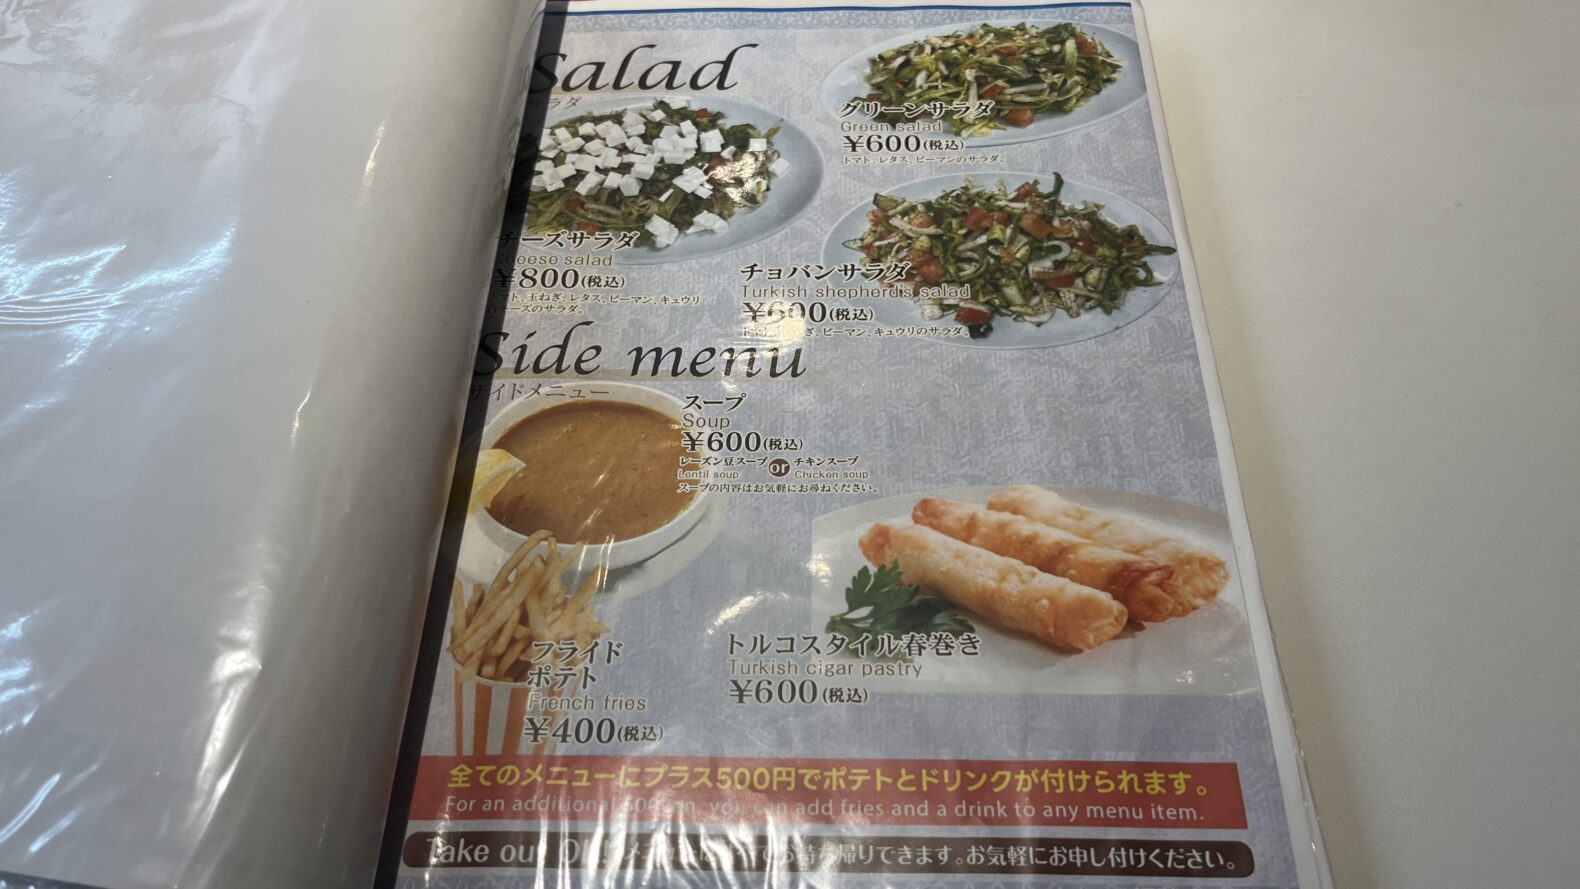 Salad
サラダ
グリーンサラダ
Green salad
¥600(税込)
トマト、レタス、ピーマンのサラダ。
チーズサラダ
Cheese salad
¥800(税込)
トマト、玉ねぎ、レタス、ピーマン、キュウリ
白チーズのサラダ。
チョバンサラダ
Turkish shepherd's salad
¥600(税込)
ピーマン、キュウリのサラダ。
Side menu
サイドメニュー
スープ
Soup
¥600(税込)
レーズン豆スープ or チキンスープ
Lentil soup Chicken soup
スープの内容はお気軽にお尋ねください。
フライド
ポテト
French fries
¥400(税込)
トルコスタイル春巻き
Turkish cigar pastry
¥600(税込)
全てのメニューにプラス500円でポテトとドリンクが付けられます。
For an additional 500yen, you can add fries and a drink to any menu item.
Take out OK! お持ち帰りできます。お気軽にお申し付けください。